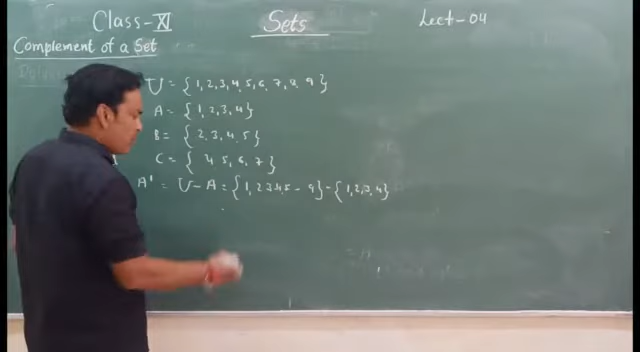 Class-XI
Sets
Lect-04
Complement of a Set
U = {1, 2, 3, 4, 5, 6, 7, 8, 9}
A = {1, 2, 3, 4}
B = {2, 3, 4, 5}
C = {4, 5, 6, 7}
A' = U - A = {1, 2 3 4, 5 - 9} - {1, 2, 3, 4}